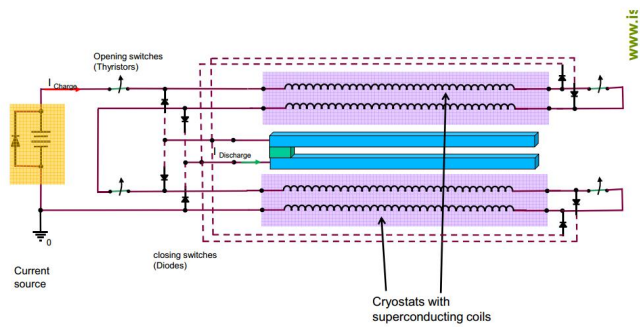 www.is
Opening switches
(Thyristors)
I Charge
I Discharge
closing switches
(Diodes)
0
Current
source
Cryostats with
superconducting coils